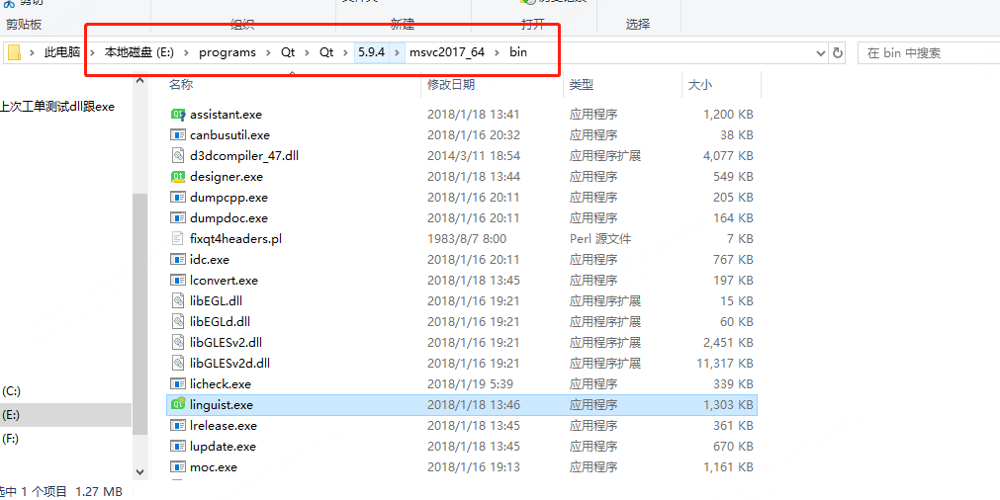 剪切
文件夹
历史记录
剪贴板 组织 新建 打开 选择
此电脑 本地磁盘 (E:) programs Qt Qt 5.9.4 msvc2017_64 bin 在 bin 中搜索
名称 修改日期 类型 大小
上次工单测试dll跟exe
assistant.exe 2018/1/18 13:41 应用程序 1,200 KB
canbusutil.exe 2018/1/16 20:32 应用程序 38 KB
d3dcompiler_47.dll 2014/3/11 18:54 应用程序扩展 4,077 KB
designer.exe 2018/1/18 13:44 应用程序 549 KB
dumpcpp.exe 2018/1/16 20:11 应用程序 205 KB
dumpdoc.exe 2018/1/16 20:11 应用程序 164 KB
fixqt4headers.pl 1983/8/7 8:00 Perl 源文件 7 KB
idc.exe 2018/1/16 20:11 应用程序 767 KB
lconvert.exe 2018/1/18 13:45 应用程序 197 KB
libEGL.dll 2018/1/16 19:21 应用程序扩展 15 KB
libEGLd.dll 2018/1/16 19:21 应用程序扩展 60 KB
libGLESv2.dll 2018/1/16 19:21 应用程序扩展 2,451 KB
libGLESv2d.dll 2018/1/16 19:21 应用程序扩展 11,317 KB
(C:) licheck.exe 2018/1/19 5:39 应用程序 339 KB
(E:) linguist.exe 2018/1/18 13:46 应用程序 1,303 KB
(F:) lrelease.exe 2018/1/18 13:45 应用程序 361 KB
lupdate.exe 2018/1/18 13:45 应用程序 670 KB
moc.exe 2018/1/16 19:13 应用程序 1,161 KB
选中 1 个项目 1.27 MB